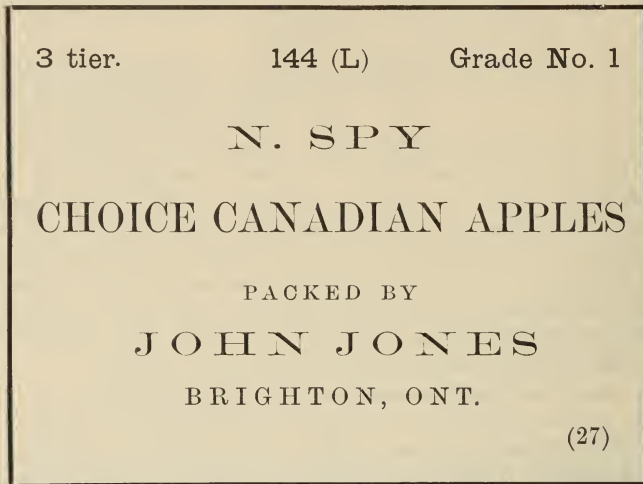 3 tier. 144 (L) Grade No. 1
N. SPY
CHOICE CANADIAN APPLES
PACKED BY
JOHN JONES
BRIGHTON, ONT.
(27)